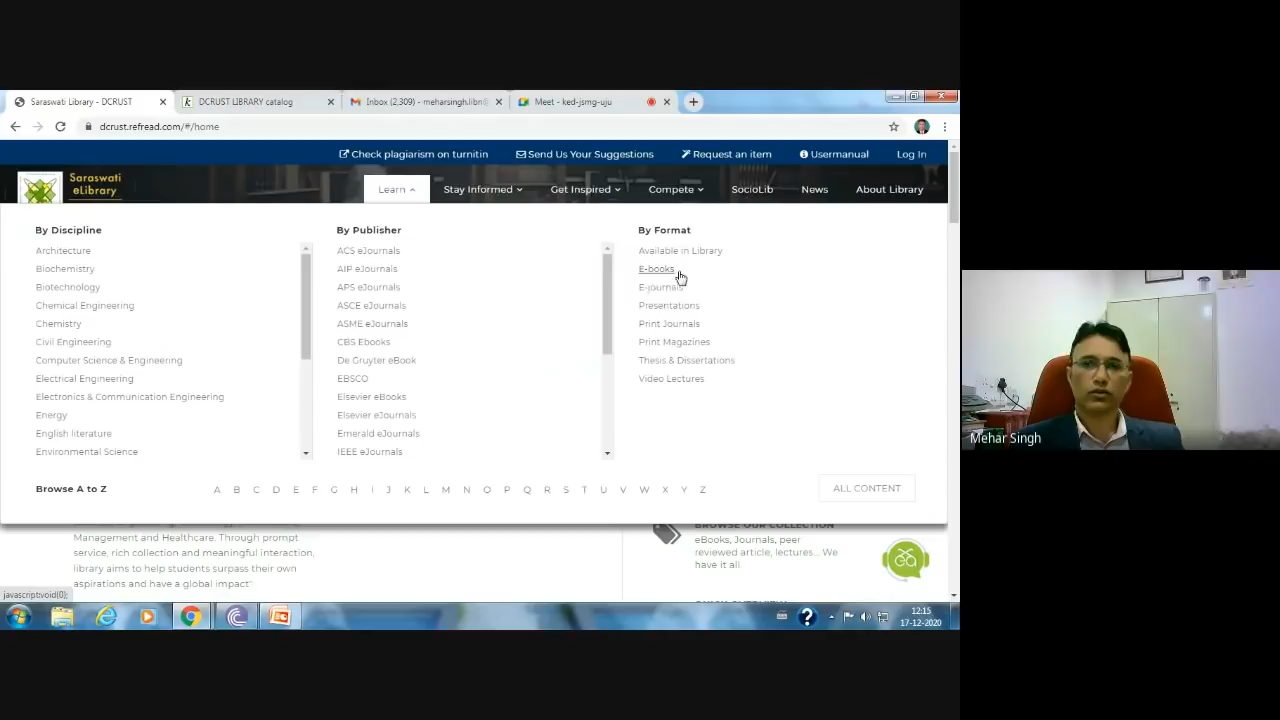 Saraswati Library - DCRUST
DCRUST LIBRARY catalog
Inbox (2,309) - meharsingh.libn@
Meet - ked-jsmg-uju
dcrust.refread.com/#/home
Check plagiarism on turnitin
Send Us Your Suggestions
Request an item
Usermanual
Log In
Saraswati
eLibrary
Learn
Stay Informed
Get Inspired
Compete
SocioLib
News
About Library
By Discipline
Architecture
Biochemistry
Biotechnology
Chemical Engineering
Chemistry
Civil Engineering
Computer Science & Engineering
Electrical Engineering
Electronics & Communication Engineering
Energy
English literature
Environmental Science
By Publisher
ACS eJournals
AIP eJournals
APS eJournals
ASCE eJournals
ASME eJournals
CBS Ebooks
De Gruyter eBook
EBSCO
Elsevier eBooks
Elsevier eJournals
Emerald eJournals
IEEE eJournals
By Format
Available in Library
E-books
E-journals
Presentations
Print Journals
Print Magazines
Thesis & Dissertations
Video Lectures
Browse A to Z
A B C D E F G H I J K L M N O P Q R S T U V W X Y Z
ALL CONTENT
Management and Healthcare. Through prompt
service, rich collection and meaningful interaction,
library aims to help students surpass their own
aspirations and have a global impact"
BROWSE OUR COLLECTION
eBooks, Journals, peer
reviewed article, lectures... We
have it all.
javascript:void(0);
12:15
17-12-2020
Mehar Singh